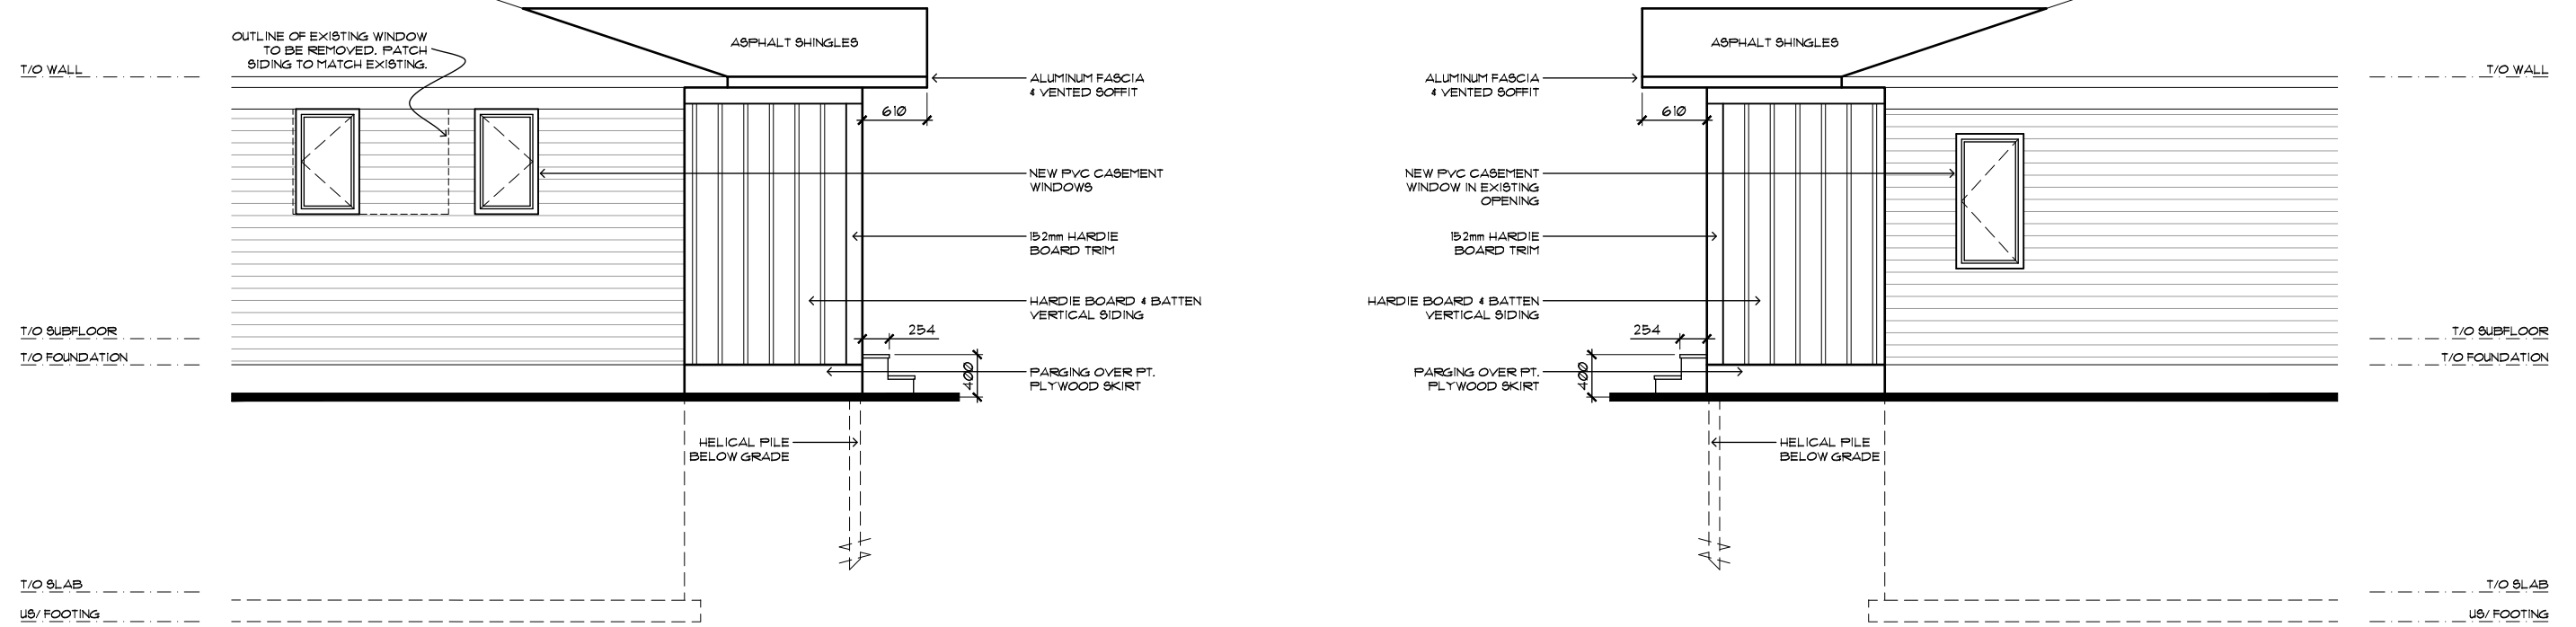 OUTLINE OF EXISTING WINDOW
TO BE REMOVED. PATCH
SIDING TO MATCH EXISTING.
T/O WALL
T/O SUBFLOOR
T/O FOUNDATION
T/O SLAB
US/ FOOTING
ASPHALT SHINGLES
ALUMINUM FASCIA
& VENTED SOFFIT
610
NEW PVC CASEMENT
WINDOWS
152mm HARDIE
BOARD TRIM
HARDIE BOARD & BATTEN
VERTICAL SIDING
254
400
PARGING OVER PT.
PLYWOOD SKIRT
HELICAL PILE
BELOW GRADE
ASPHALT SHINGLES
ALUMINUM FASCIA
& VENTED SOFFIT
610
NEW PVC CASEMENT
WINDOW IN EXISTING
OPENING
152mm HARDIE
BOARD TRIM
HARDIE BOARD & BATTEN
VERTICAL SIDING
254
400
PARGING OVER PT.
PLYWOOD SKIRT
HELICAL PILE
BELOW GRADE
T/O WALL
T/O SUBFLOOR
T/O FOUNDATION
T/O SLAB
US/ FOOTING